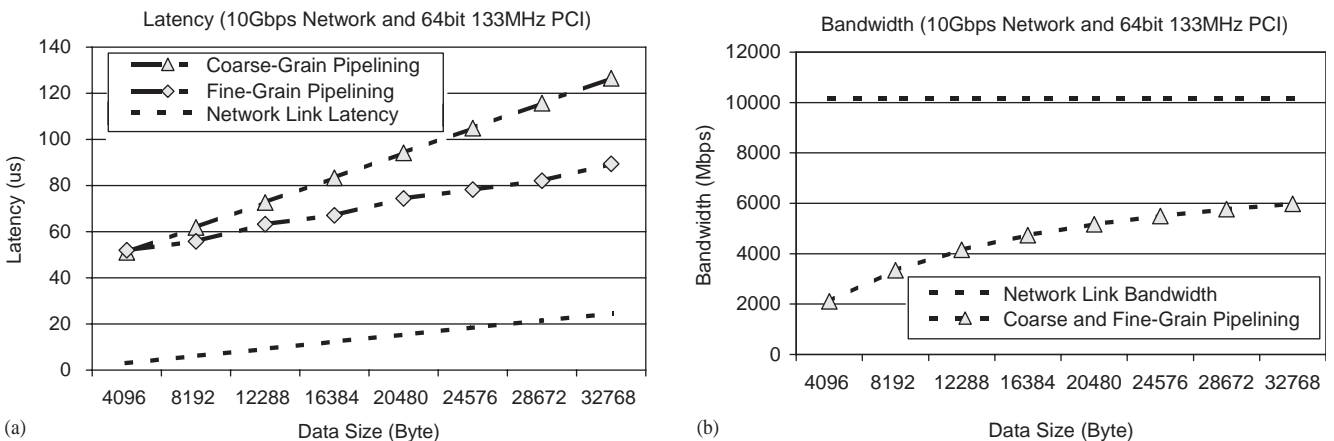 Latency (10Gbps Network and 64bit 133MHz PCI)
140
120
100
80
60
40
20
0
Latency (us)
Coarse-Grain Pipelining
Fine-Grain Pipelining
Network Link Latency
4096 8192 12288 16384 20480 24576 28672 32768
Data Size (Byte)
(a)
Bandwidth (10Gbps Network and 64bit 133MHz PCI)
12000
10000
8000
6000
4000
2000
0
Bandwidth (Mbps)
Network Link Bandwidth
Coarse and Fine-Grain Pipelining
4096 8192 12288 16384 20480 24576 28672 32768
Data Size (Byte)
(b)